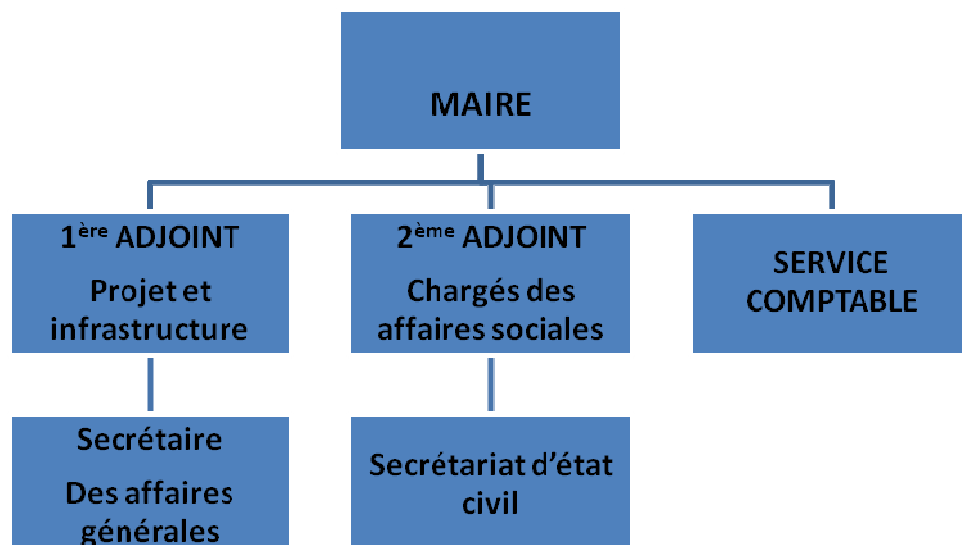 MAIRE
1ère ADJOINT
Projet et
infrastructure
2ème ADJOINT
Chargés des
affaires sociales
SERVICE
COMPTABLE
Secrétaire
Des affaires
générales
Secrétariat d’état
civil